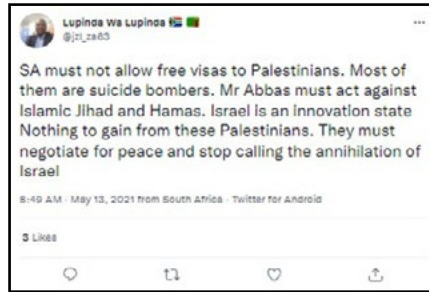 Lupinda Wa Lupinda 🇿🇦 🇿🇲
@jzi_za63
SA must not allow free visas to Palestinians. Most of
them are suicide bombers. Mr Abbas must act against
Islamic Jihad and Hamas. Israel is an innovation state
Nothing to gain from these Palestinians. They must
negotiate for peace and stop calling the annihilation of
Israel
8:49 AM · May 13, 2021 from South Africa · Twitter for Android
3 Likes